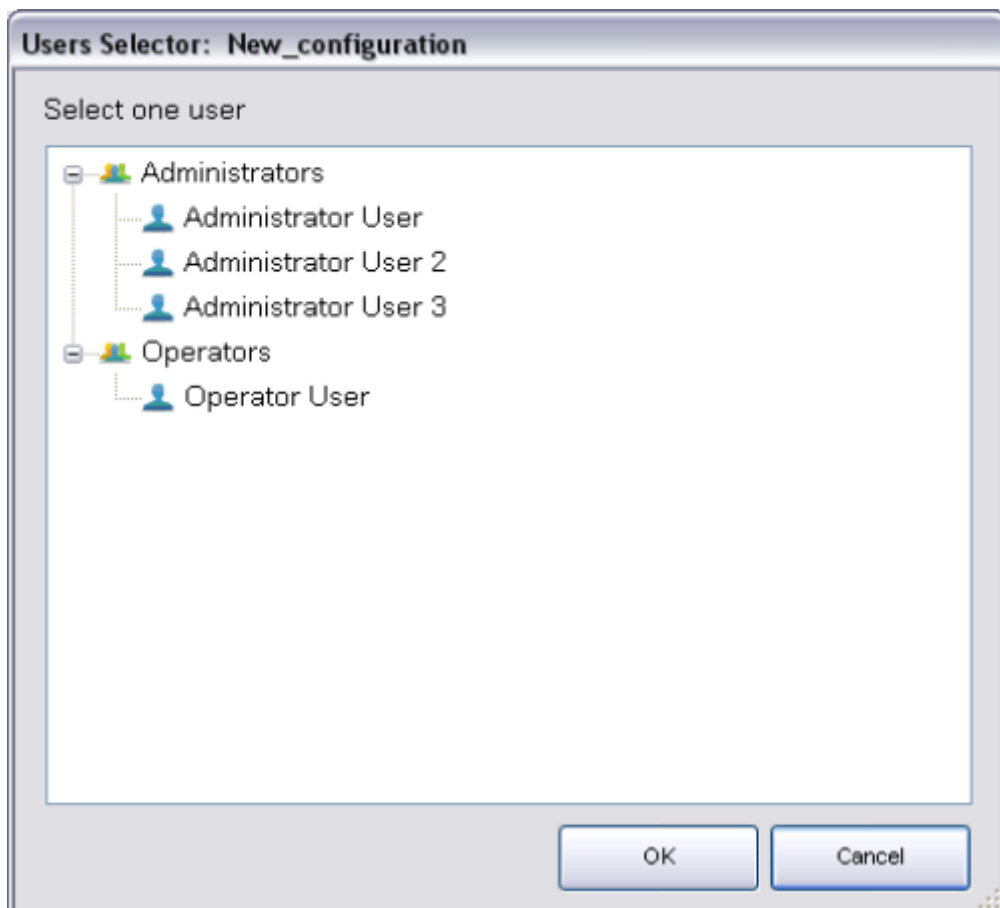 Users Selector: New_configuration
Select one user
Administrators
Administrator User
Administrator User 2
Administrator User 3
Operators
Operator User
OK Cancel